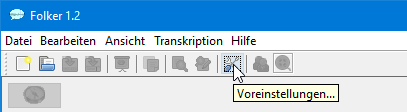 Folker 1.2
Datei Bearbeiten Ansicht Transkription Hilfe
Voreinstellungen...